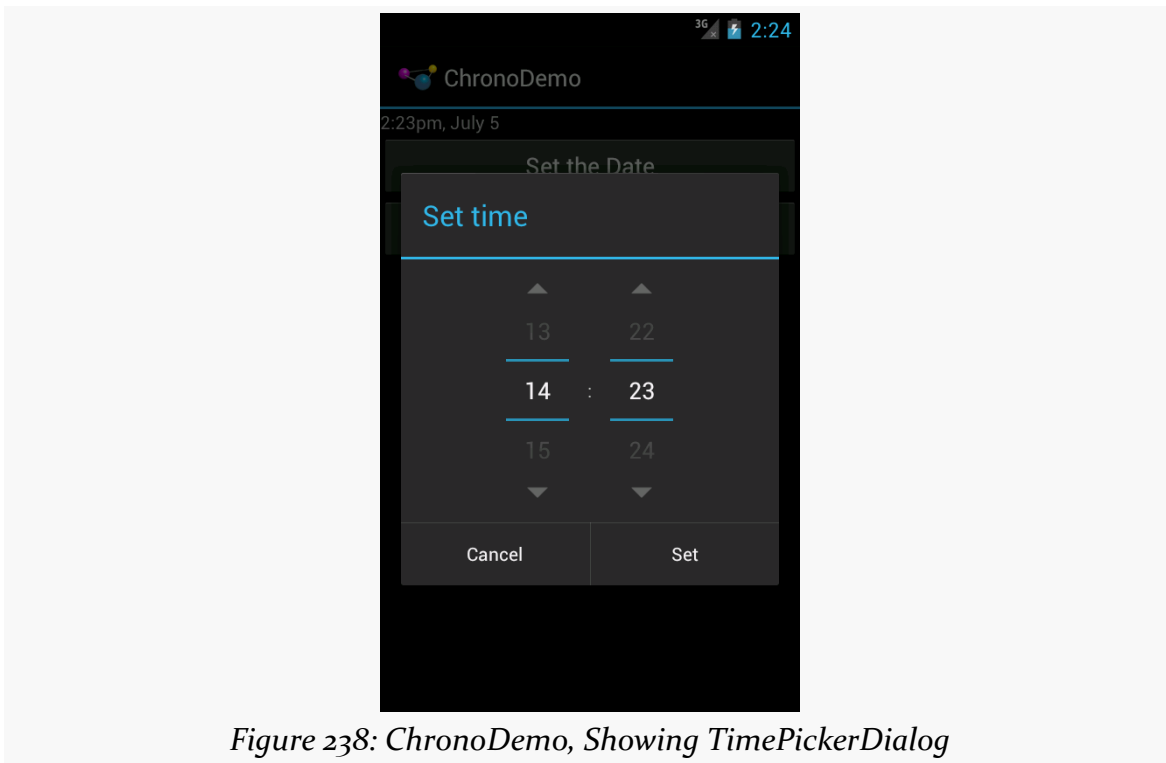 3G 2:24
ChronoDemo
2:23pm, July 5
Set the Date
Set time
13 22
14 : 23
15 24
Cancel Set
Figure 238: ChronoDemo, Showing TimePickerDialog